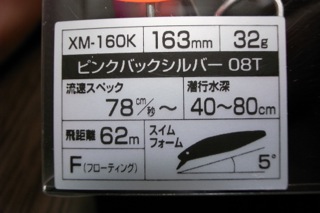 XM-160K 163mm 32g
ピンクバックシルバー 08T
流速スペック 潜行水深
78cm/秒〜 40〜80cm
飛距離 62m スイムフォーム
F(フローティング) 5°